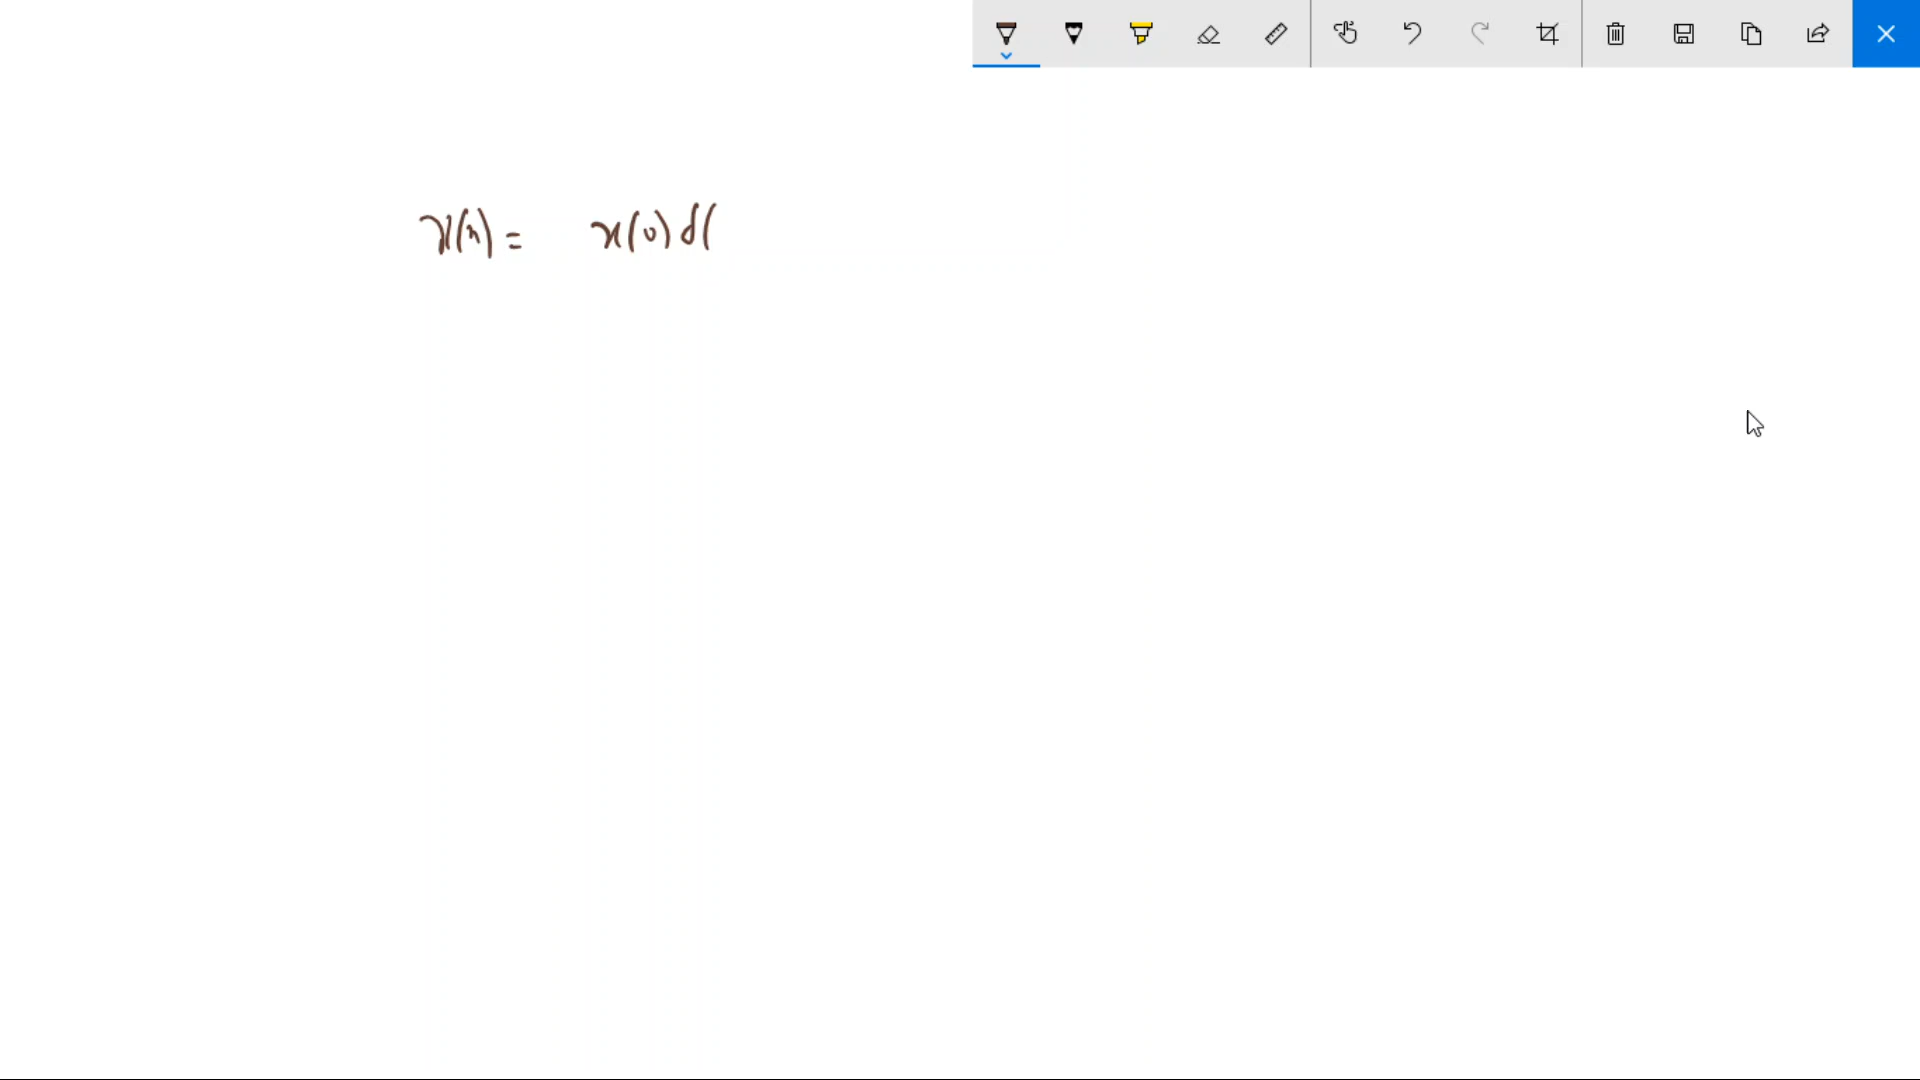 x(n) = x(0) δ(